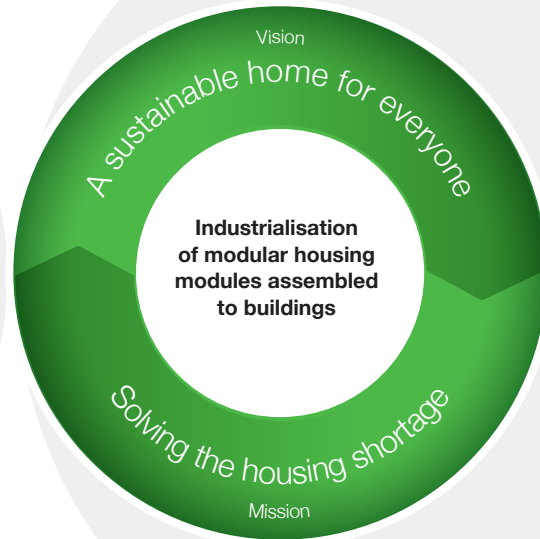 Vision
A sustainable home for everyone
Industrialisation
of modular housing
modules assembled
to buildings
Solving the housing shortage
Mission